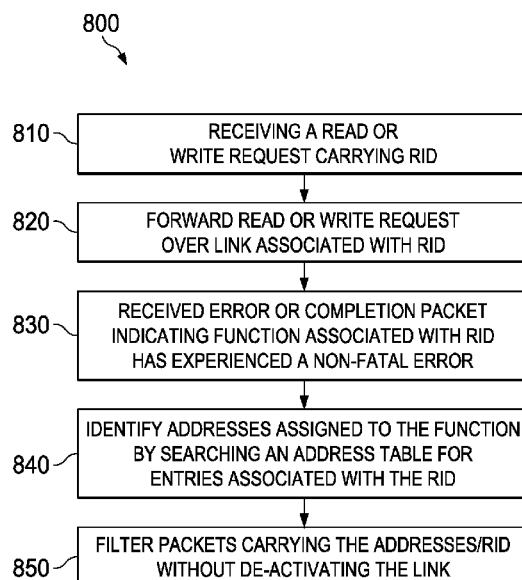 800
810
RECEIVING A READ OR
WRITE REQUEST CARRYING RID
820
FORWARD READ OR WRITE REQUEST
OVER LINK ASSOCIATED WITH RID
830
RECEIVED ERROR OR COMPLETION PACKET
INDICATING FUNCTION ASSOCIATED WITH RID
HAS EXPERIENCED A NON-FATAL ERROR
840
IDENTIFY ADDRESSES ASSIGNED TO THE FUNCTION
BY SEARCHING AN ADDRESS TABLE FOR
ENTRIES ASSOCIATED WITH THE RID
850
FILTER PACKETS CARRYING THE ADDRESSES/RID
WITHOUT DE-ACTIVATING THE LINK